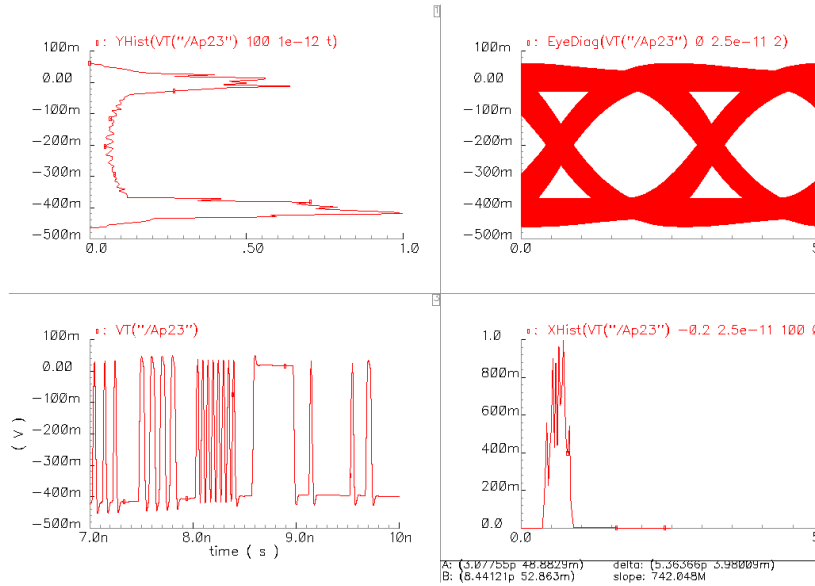 1
▯: YHist(VT("/Ap23") 100 1e-12 t)
100m
0.00
-100m
-200m
-300m
-400m
-500m
0.0
.50
1.0
▯: EyeDiag(VT("/Ap23") Ø 2.5e-11 2)
100m
0.00
-100m
-200m
-300m
-400m
-500m
0.0
5
3
▯: VT("/Ap23")
100m
0.00
-100m
-200m
-300m
-400m
-500m
( V )
7.0n
8.0n
9.0n
10n
time ( s )
▯: XHist(VT("/Ap23") -0.2 2.5e-11 100
1.0
800m
600m
400m
200m
0.0
0.0
5
A: (3.07755p 48.8829m)
delta: (5.36366p 3.98009m)
B: (8.44121p 52.863m)
slope: 742.048M